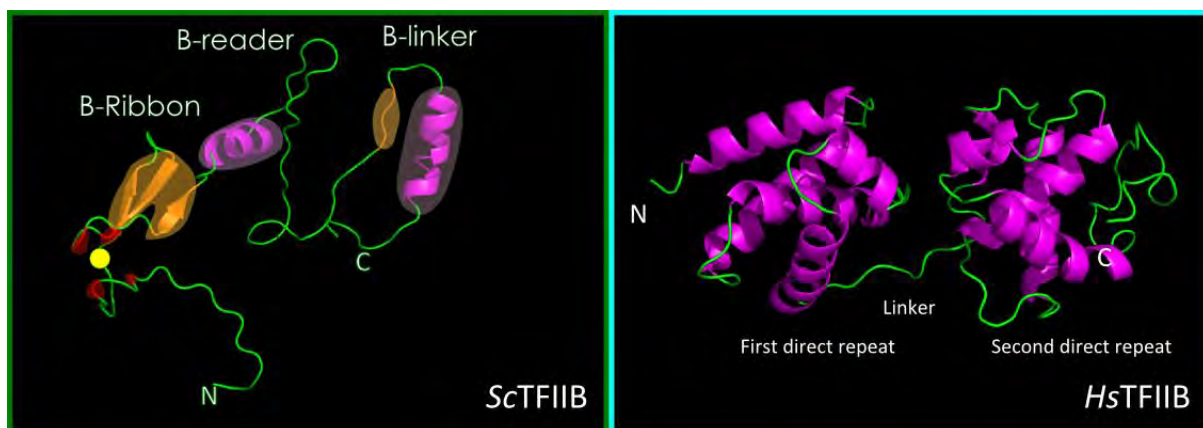 B-reader
B-linker
B-Ribbon
C
N
ScTFIIB
N
C
Linker
First direct repeat
Second direct repeat
HsTFIIB